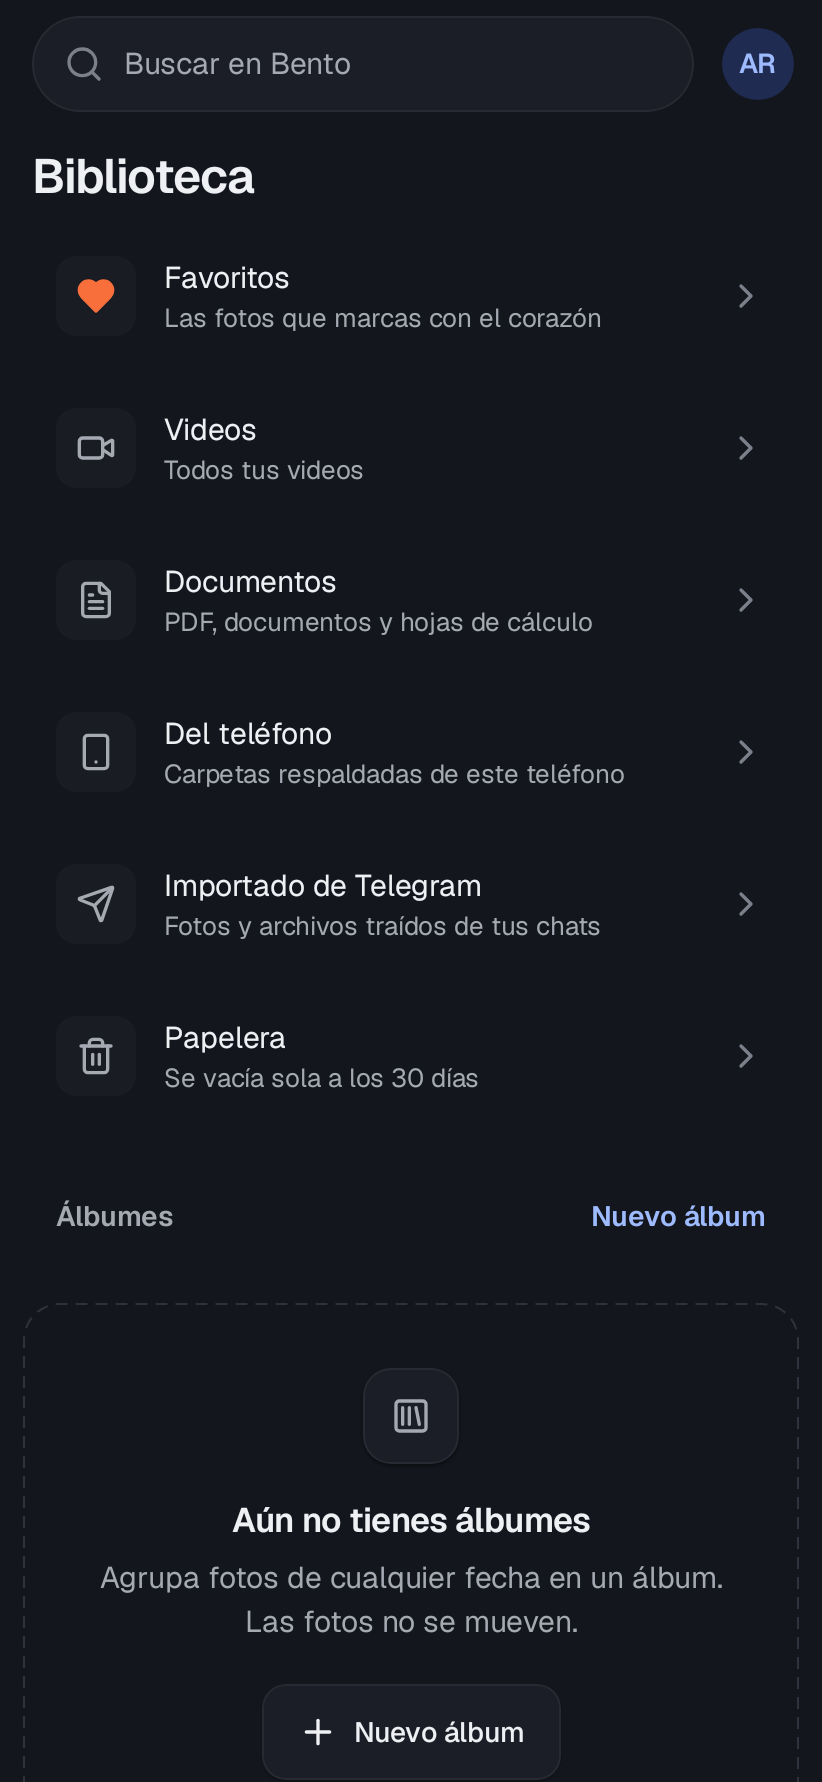 Buscar en Bento
AR
Biblioteca
Favoritos
Las fotos que marcas con el corazón
Videos
Todos tus videos
Documentos
PDF, documentos y hojas de cálculo
Del teléfono
Carpetas respaldadas de este teléfono
Importado de Telegram
Fotos y archivos traídos de tus chats
Papelera
Se vacía sola a los 30 días
Álbumes
Nuevo álbum
Aún no tienes álbumes
Agrupa fotos de cualquier fecha en un álbum.
Las fotos no se mueven.
Nuevo álbum